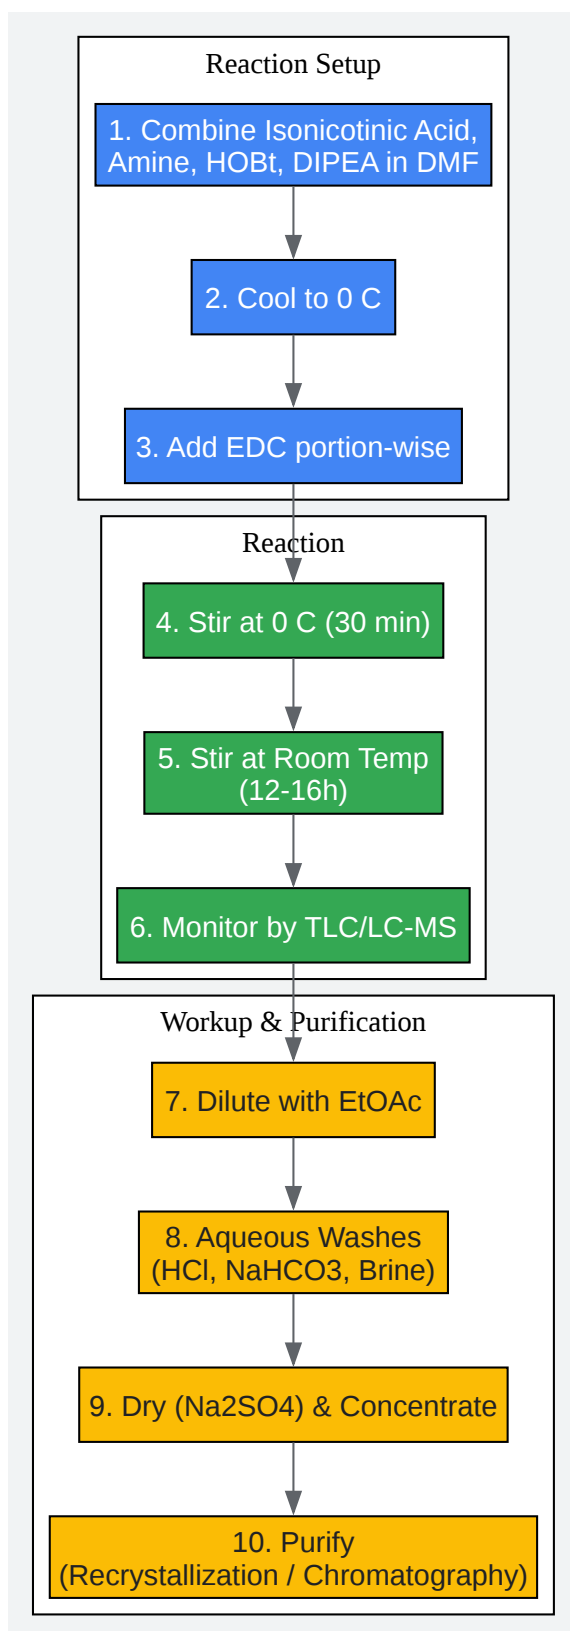 Reaction Setup
1. Combine Isonicotinic Acid,
Amine, HOBt, DIPEA in DMF
2. Cool to 0 C
3. Add EDC portion-wise
Reaction
4. Stir at 0 C (30 min)
5. Stir at Room Temp
(12-16h)
6. Monitor by TLC/LC-MS
Workup & Purification
7. Dilute with EtOAc
8. Aqueous Washes
(HCl, NaHCO3, Brine)
9. Dry (Na2SO4) & Concentrate
10. Purify
(Recrystallization / Chromatography)